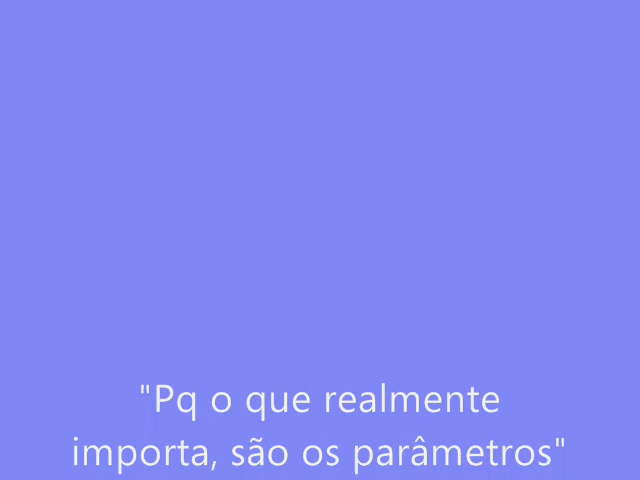 "Pq o que realmente
importa, são os parâmetros"